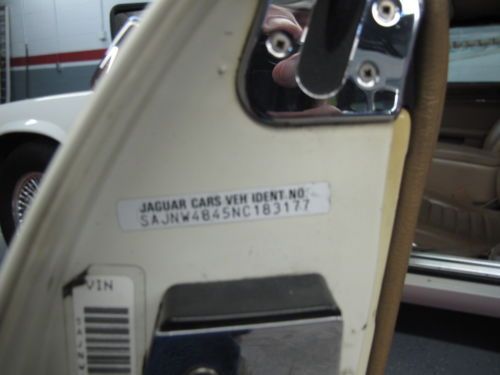 JAGUAR CARS VEH IDENT.NO:
SAJNW4845NC183177
VIN